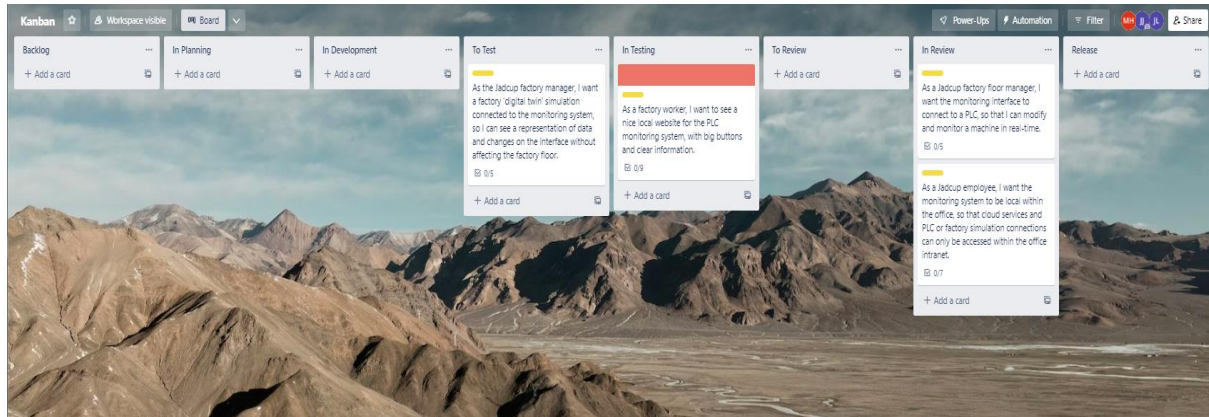 Kanban
Workspace visible
Board
Power-Ups
Automation
Filter
MH
JJ
JL
Share
Backlog
...
+ Add a card
In Planning
...
+ Add a card
In Development
...
+ Add a card
To Test
...
As the Jadcup factory manager, I want
a factory 'digital twin' simulation
connected to the monitoring system,
so I can see a representation of data
and changes on the interface without
affecting the factory floor.
0/5
+ Add a card
In Testing
...
As a factory worker, I want to see a
nice local website for the PLC
monitoring system, with big buttons
and clear information.
0/9
+ Add a card
To Review
...
+ Add a card
In Review
...
As a Jadcup factory floor manager, I
want the monitoring interface to
connect to a PLC, so that I can modify
and monitor a machine in real-time.
0/5
As a Jadcup employee, I want the
monitoring system to be local within
the office, so that cloud services and
PLC or factory simulation connections
can only be accessed within the office
intranet.
0/7
+ Add a card
Release
...
+ Add a card